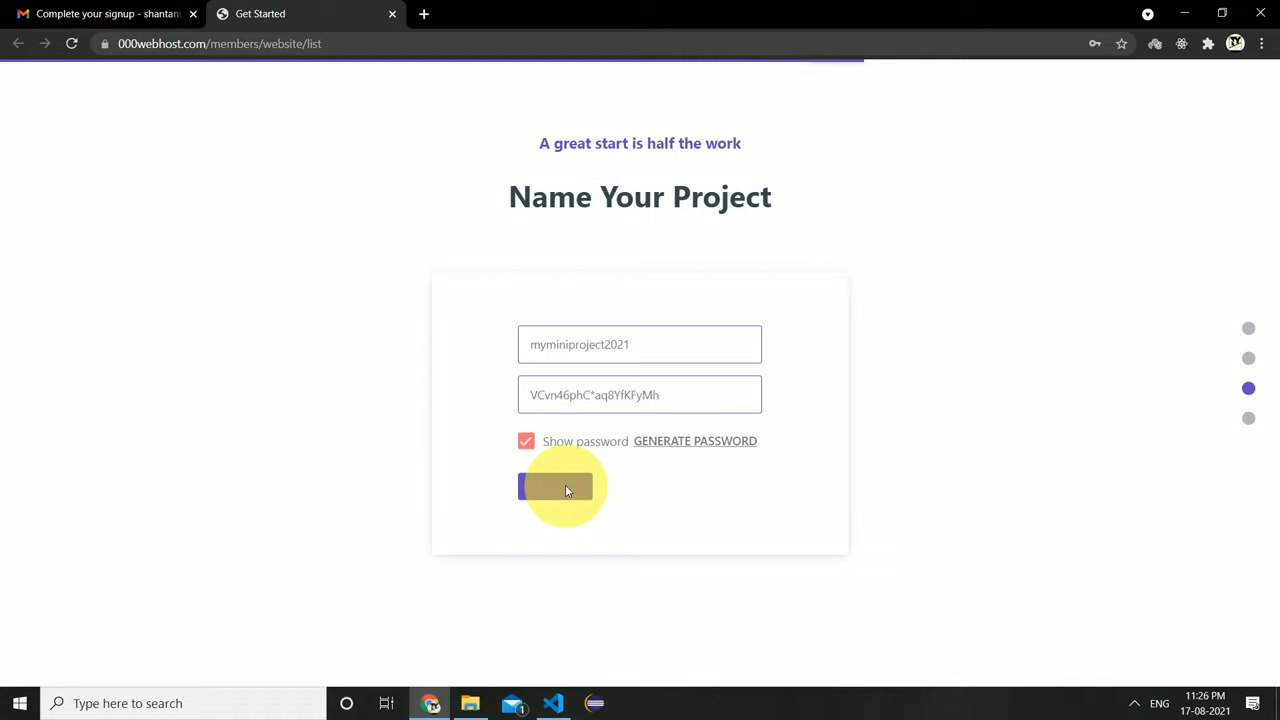 Complete your signup - shantan
Get Started
000webhost.com/members/website/list
A great start is half the work
Name Your Project
myminiproject2021
VCvn46phC*aq8YfKFyMh
Show password GENERATE PASSWORD
Type here to search
1
ENG
11:26 PM
17-08-2021